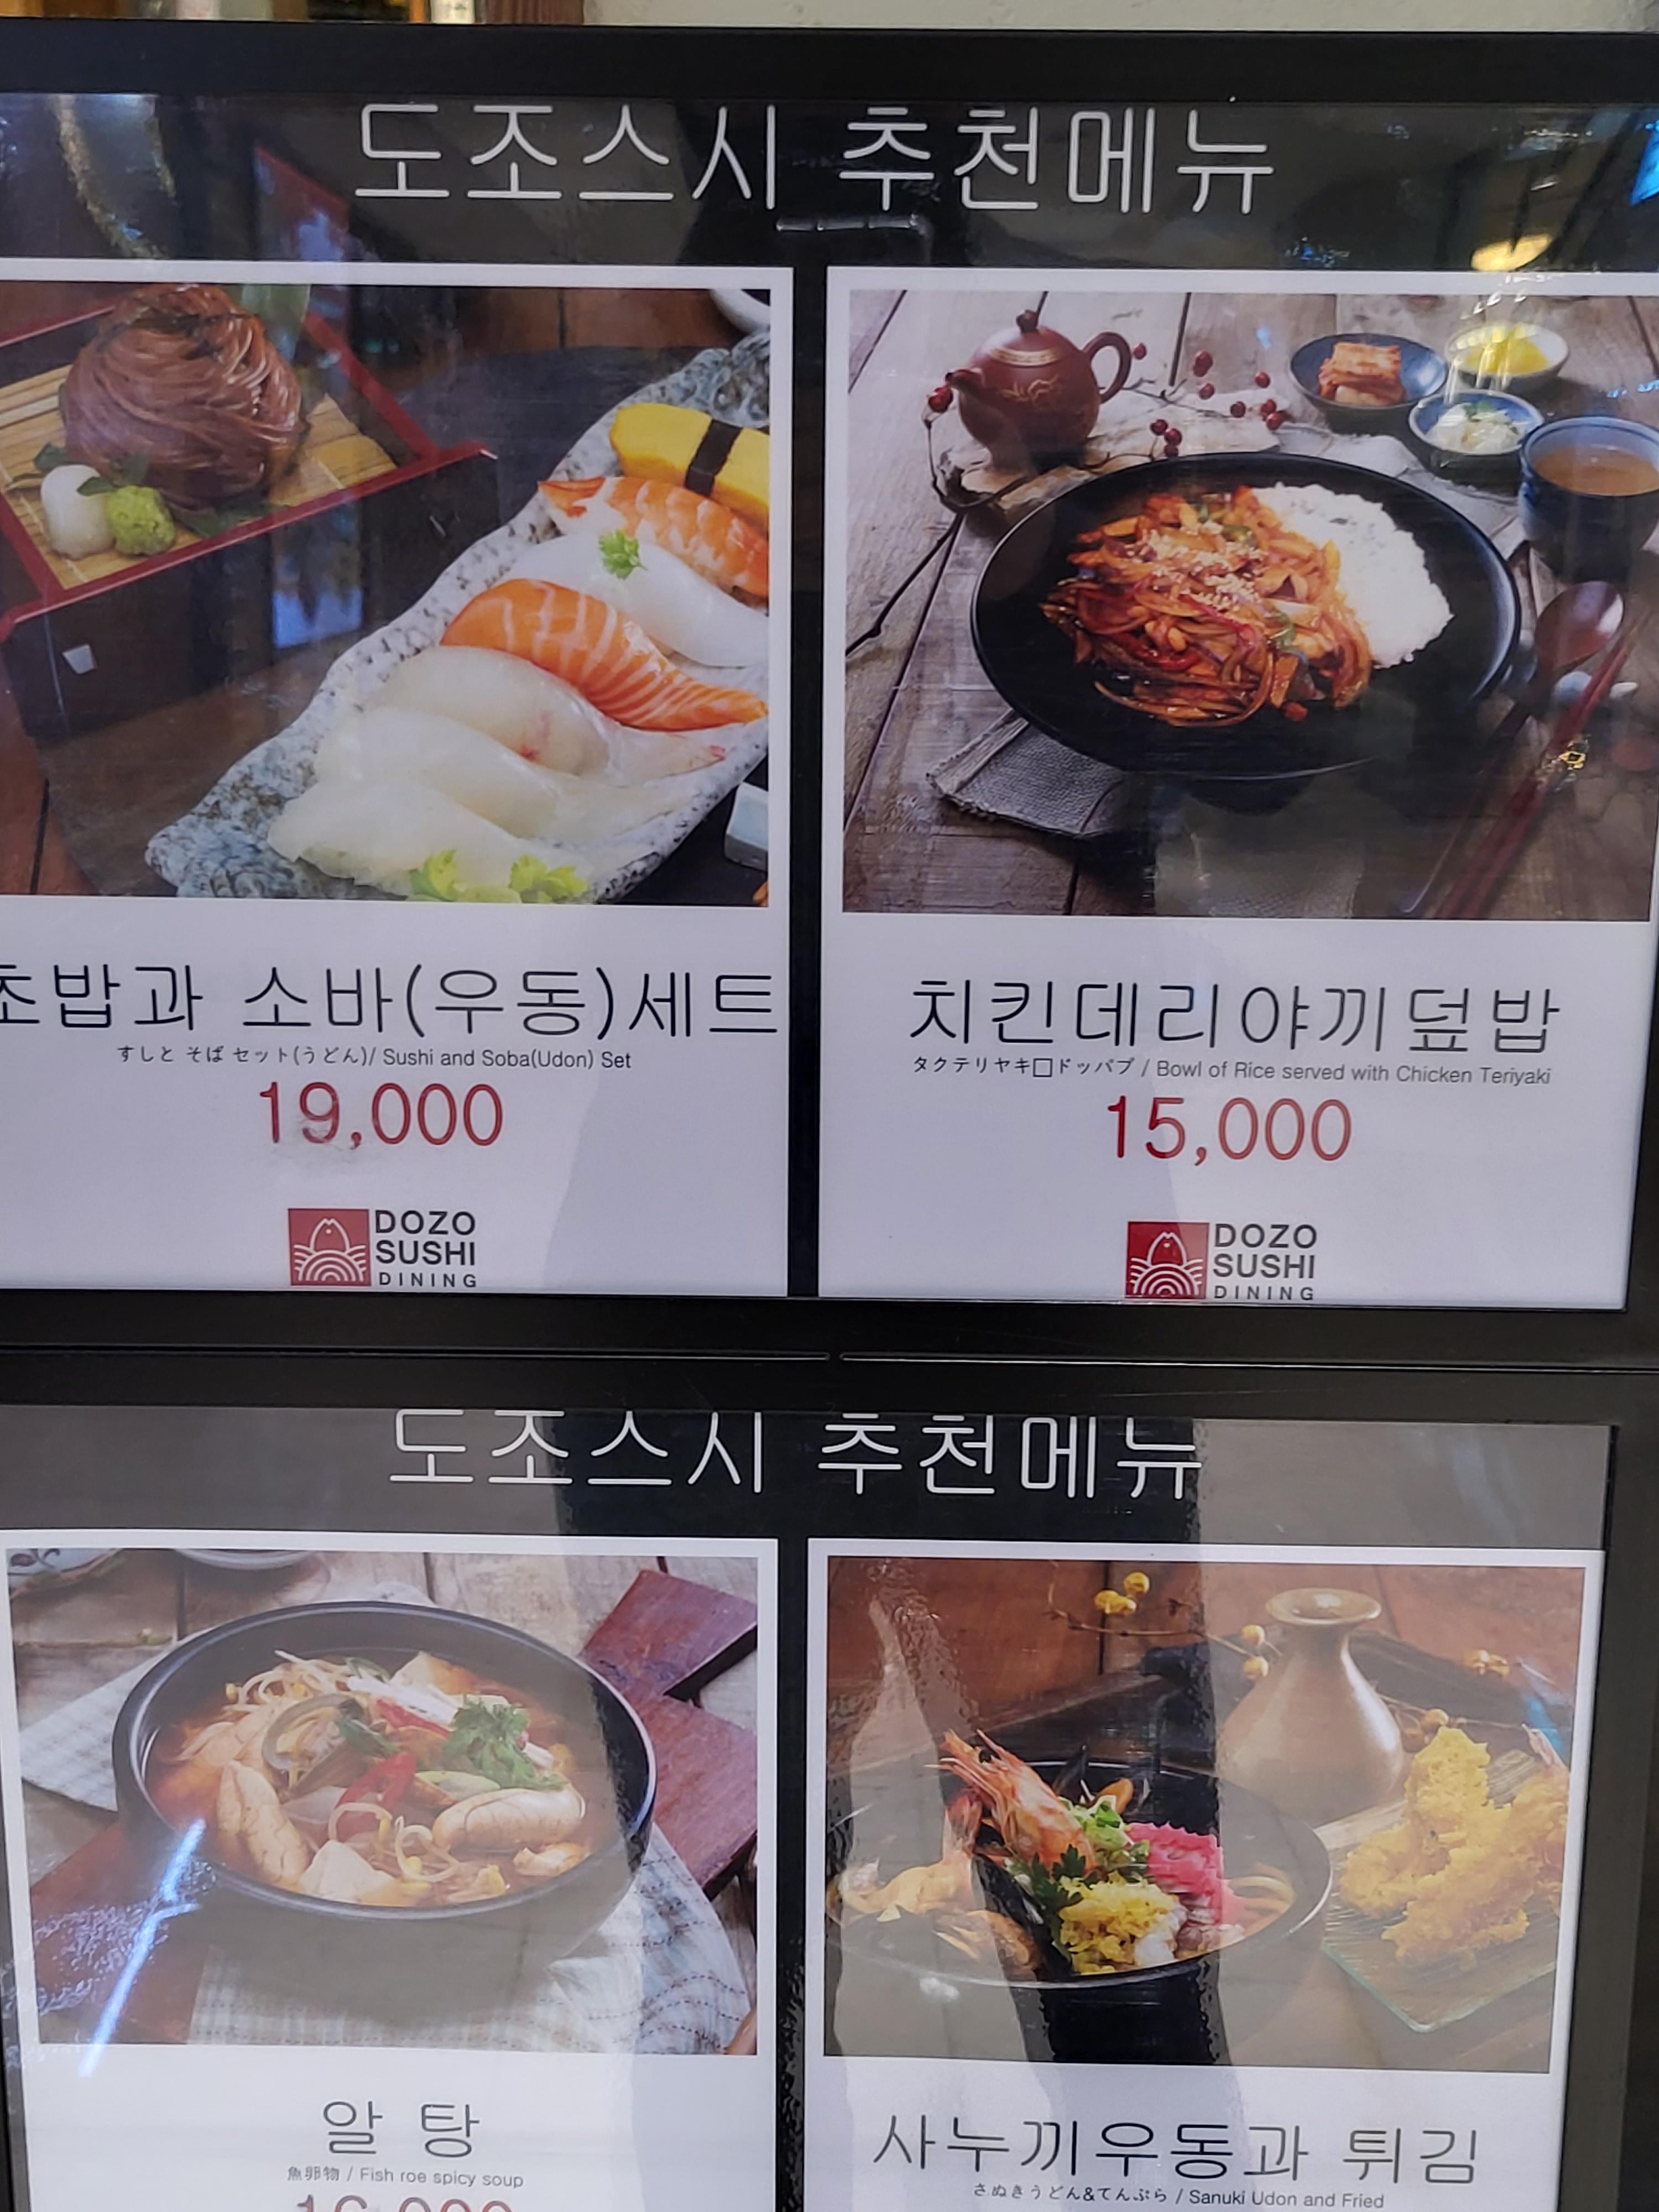 도조스시 추천메뉴
초밥과 소바(우동)세트
すしと そば セット(うどん)/ Sushi and Soba(Udon) Set
19,000
DOZO
SUSHI
DINING
치킨데리야끼덮밥
タクテリヤキ□ドッパブ / Bowl of Rice served with Chicken Teriyaki
15,000
DOZO
SUSHI
DINING
도조스시 추천메뉴
알 탕
魚卵物 / Fish roe spicy soup
사누끼우동과 튀김
さぬきうどん&てんぷら / Sanuki Udon and Fried